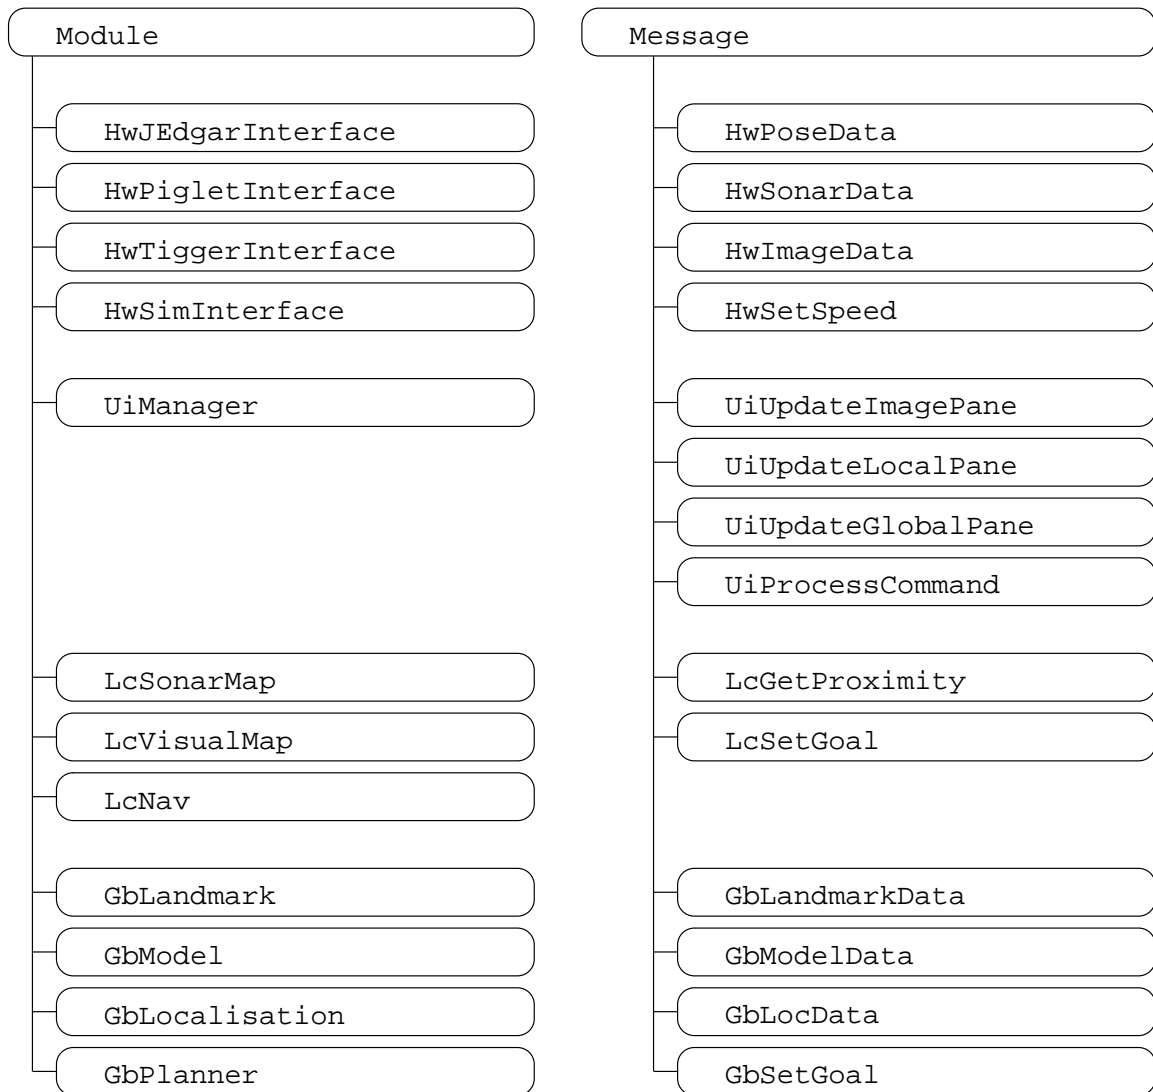 Module
HwJEdgarInterface
HwPigletInterface
HwTiggerInterface
HwSimInterface
UiManager
LcSonarMap
LcVisualMap
LcNav
GbLandmark
GbModel
GbLocalisation
GbPlanner
Message
HwPoseData
HwSonarData
HwImageData
HwSetSpeed
UiUpdateImagePane
UiUpdateLocalPane
UiUpdateGlobalPane
UiProcessCommand
LcGetProximity
LcSetGoal
GbLandmarkData
GbModelData
GbLocData
GbSetGoal